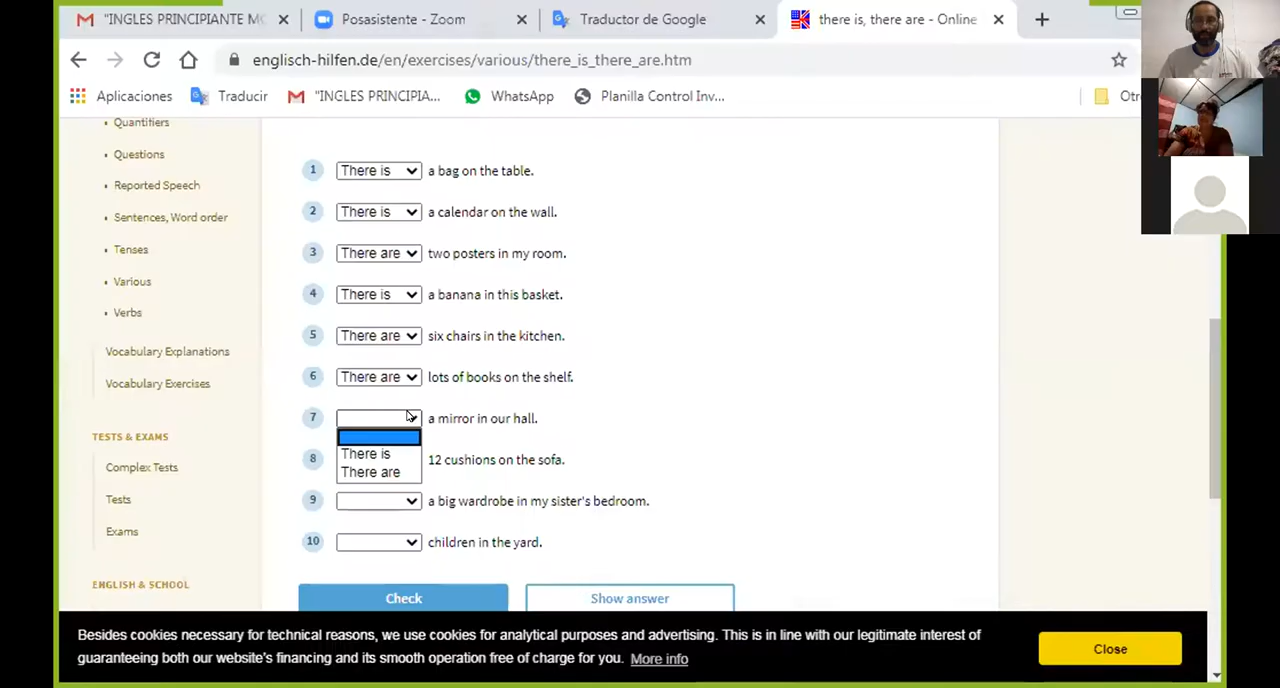 "INGLES PRINCIPIANTE M
Posasistente - Zoom
Traductor de Google
there is, there are - Online
englisch-hilfen.de/en/exercises/various/there_is_there_are.htm
Aplicaciones
Traducir
"INGLES PRINCIPIA...
WhatsApp
Planilla Control Inv...
Otro
Quantifiers
Questions
Reported Speech
Sentences, Word order
Tenses
Various
Verbs
Vocabulary Explanations
Vocabulary Exercises
TESTS & EXAMS
Complex Tests
Tests
Exams
ENGLISH & SCHOOL
1 There is a bag on the table.
2 There is a calendar on the wall.
3 There are two posters in my room.
4 There is a banana in this basket.
5 There are six chairs in the kitchen.
6 There are lots of books on the shelf.
7 a mirror in our hall.
There is
There are
8 12 cushions on the sofa.
9 a big wardrobe in my sister's bedroom.
10 children in the yard.
Check
Show answer
Besides cookies necessary for technical reasons, we use cookies for analytical purposes and advertising. This is in line with our legitimate interest of
guaranteeing both our website's financing and its smooth operation free of charge for you. More info
Close